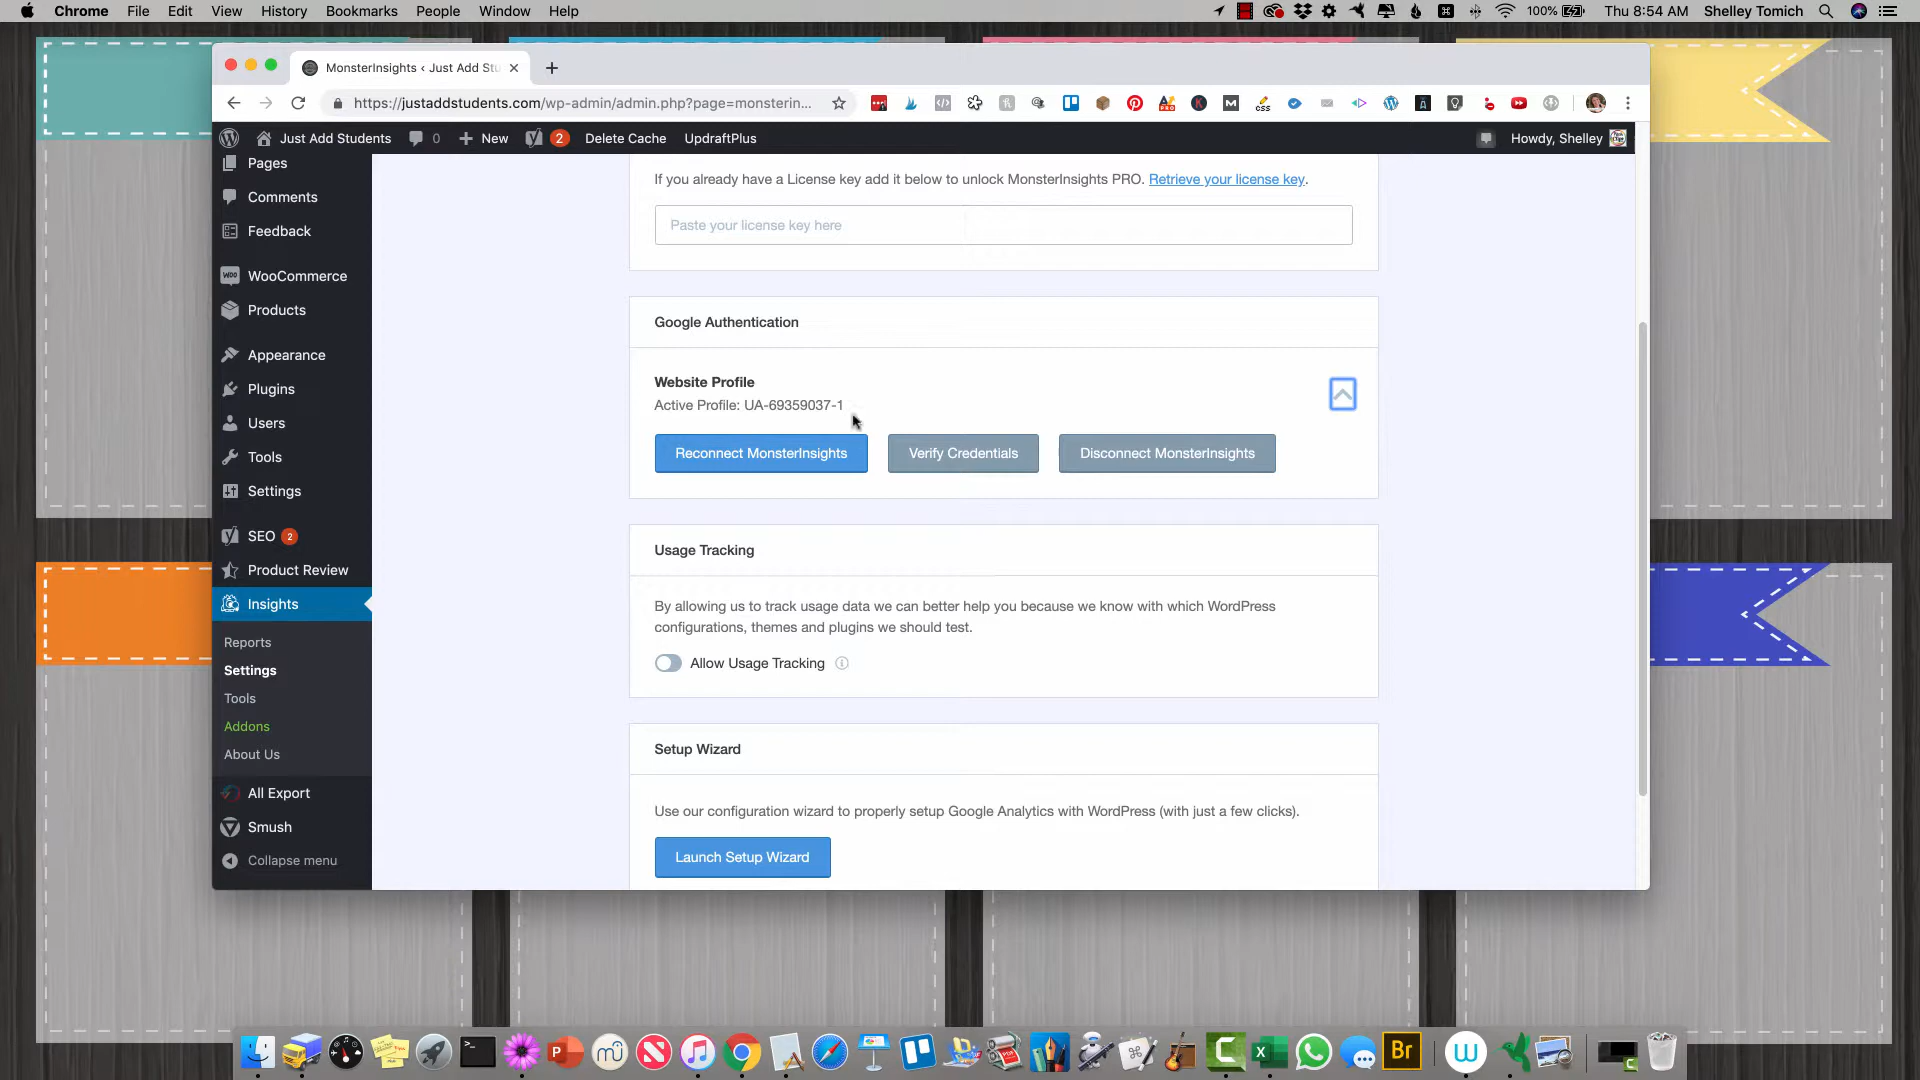 Chrome File Edit View History Bookmarks People Window Help
100% Thu 8:54 AM Shelley Tomich
MonsterInsights ‹ Just Add Stu
https://justaddstudents.com/wp-admin/admin.php?page=monsterin...
Just Add Students 0 New 2 Delete Cache UpdraftPlus Howdy, Shelley
Pages
Comments
Feedback
WooCommerce
Products
Appearance
Plugins
Users
Tools
Settings
SEO 2
Product Review
Insights
Reports
Settings
Tools
Addons
About Us
All Export
Smush
Collapse menu
If you already have a License key add it below to unlock MonsterInsights PRO. Retrieve your license key.
Paste your license key here
Google Authentication
Website Profile
Active Profile: UA-69359037-1
Reconnect MonsterInsights Verify Credentials Disconnect MonsterInsights
Usage Tracking
By allowing us to track usage data we can better help you because we know with which WordPress
configurations, themes and plugins we should test.
Allow Usage Tracking
Setup Wizard
Use our configuration wizard to properly setup Google Analytics with WordPress (with just a few clicks).
Launch Setup Wizard
Br